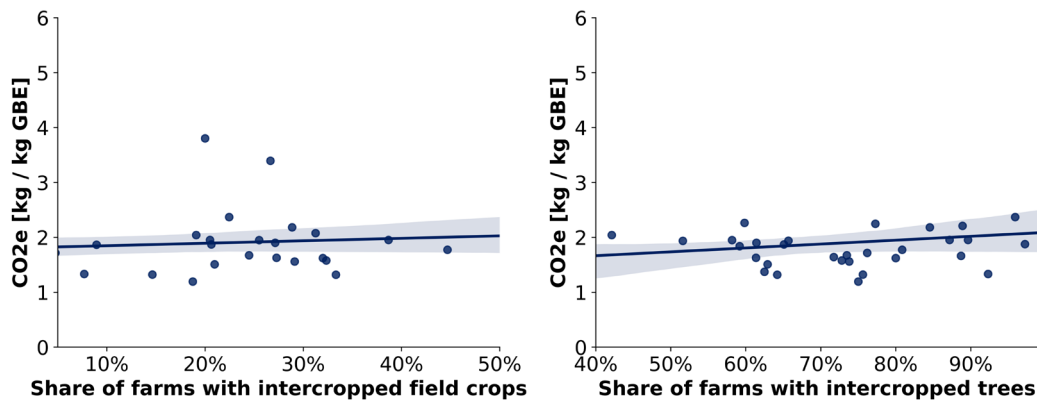 6
5
4
3
2
1
0
CO2e [kg / kg GBE]
10% 20% 30% 40% 50%
Share of farms with intercropped field crops
6
5
4
3
2
1
0
CO2e [kg / kg GBE]
40% 50% 60% 70% 80% 90%
Share of farms with intercropped trees